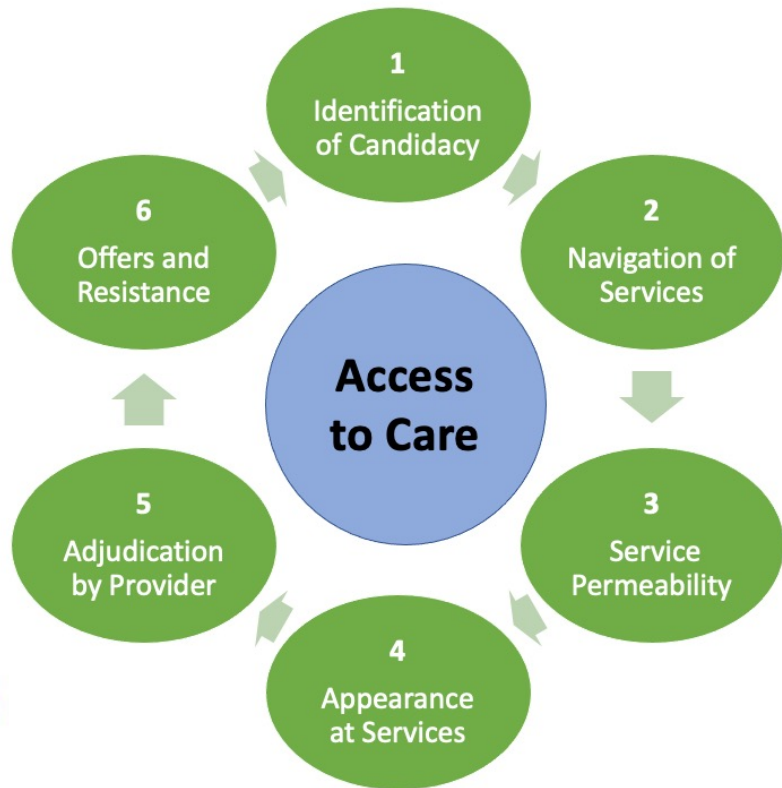 1
Identification
of Candidacy
2
Navigation of
Services
3
Service
Permeability
4
Appearance
at Services
5
Adjudication
by Provider
6
Offers and
Resistance
Access
to Care